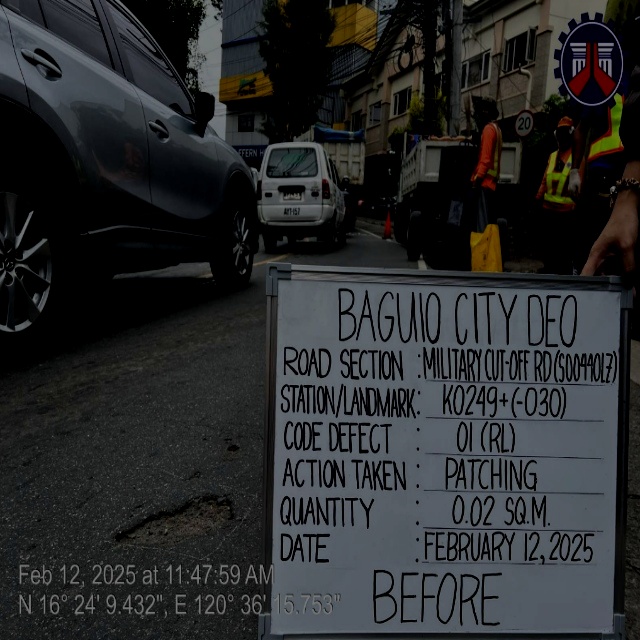 20
BAGUIO CITY DEO
ROAD SECTION : MILITARY CUT-OFF RD (S00440LZ)
STATION/LANDMARK : K0249+(-030)
CODE DEFECT : 01 (RL)
ACTION TAKEN : PATCHING
QUANTITY : 0.02 SQ.M.
DATE : FEBRUARY 12, 2025
BEFORE
Feb 12, 2025 at 11:47:59 AM
N 16° 24' 9.432", E 120° 36' 15.753"